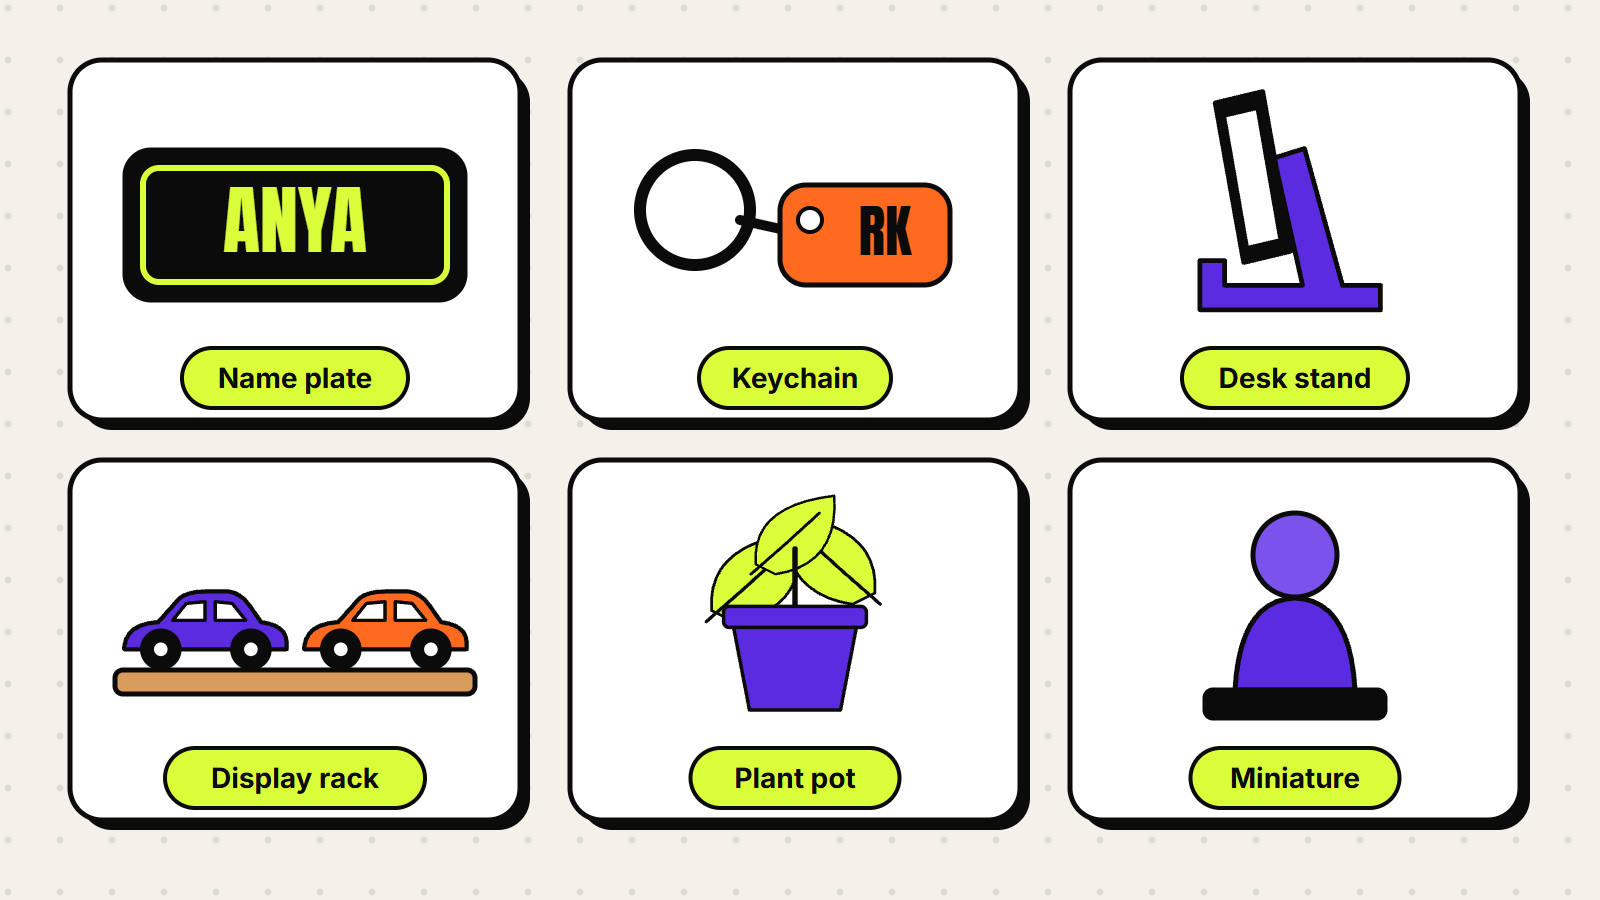 ANYA
Name plate
RK
Keychain
Desk stand
Display rack
Plant pot
Miniature